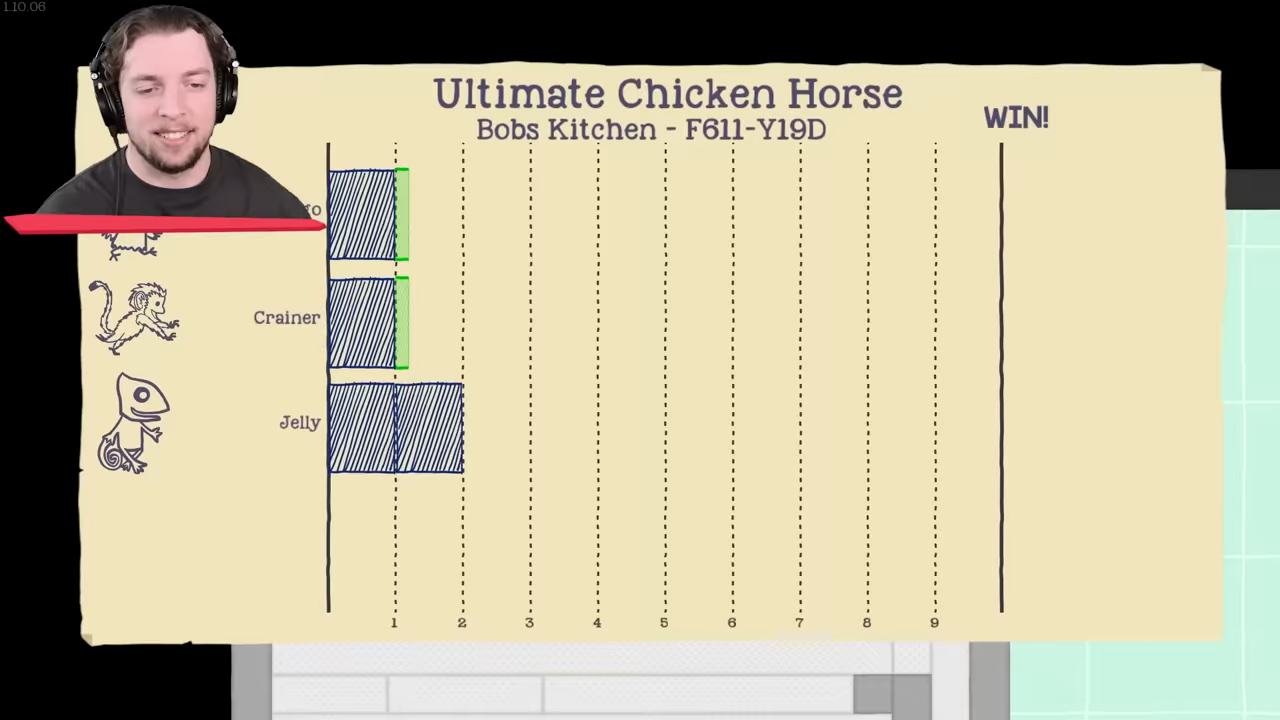 1.10.06
Ultimate Chicken Horse
Bobs Kitchen - F611-Y19D
WIN!
Crainer
Jelly
1 2 3 4 5 6 7 8 9